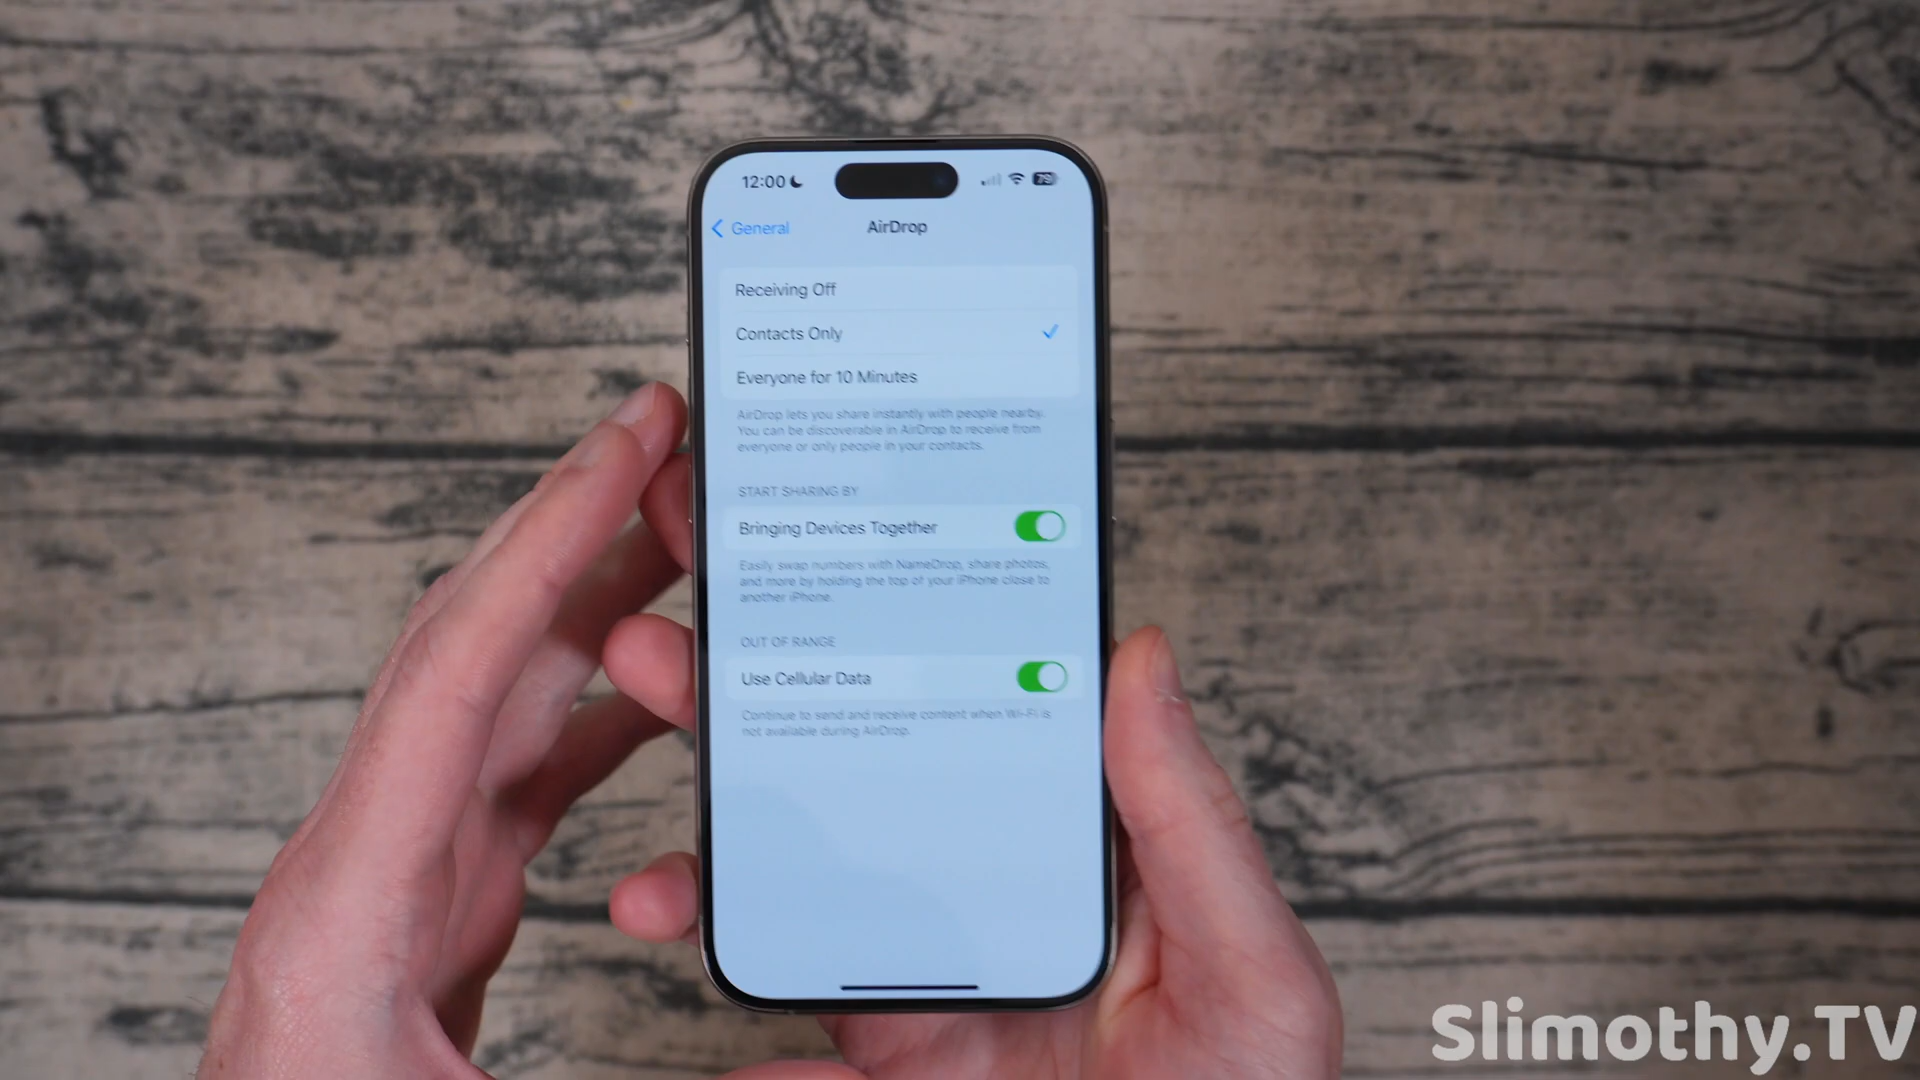 12:00
79
General
AirDrop
Receiving Off
Contacts Only
Everyone for 10 Minutes
AirDrop lets you share instantly with people nearby.
You can be discoverable in AirDrop to receive from
everyone or only people in your contacts.
START SHARING BY
Bringing Devices Together
Easily swap numbers with NameDrop, share photos,
and more by holding the top of your iPhone close to
another iPhone.
OUT OF RANGE
Use Cellular Data
Continue to send and receive content when Wi-Fi is
not available during AirDrop.
Slimothy.TV